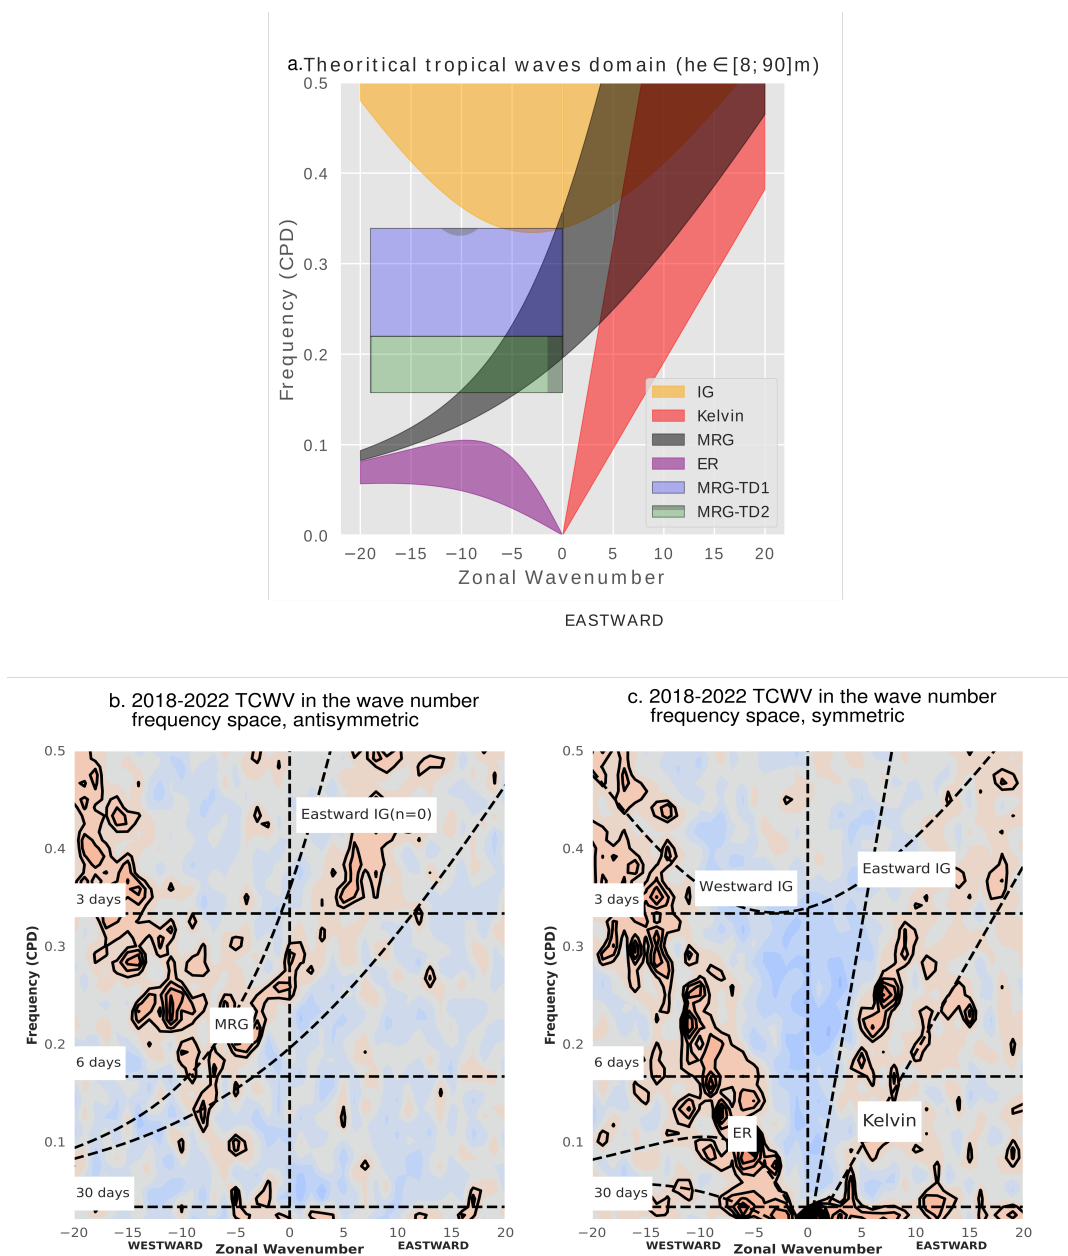 a.Theoritical tropical waves domain (he∈[8;90]m)
0.5
0.4
0.3
0.2
0.1
0.0
Frequency (CPD)
IG
Kelvin
MRG
ER
MRG-TD1
MRG-TD2
−20 −15 −10 −5 0 5 10 15 20
Zonal Wavenumber
EASTWARD
b. 2018-2022 TCWV in the wave number
frequency space, antisymmetric
0.5
0.4
0.3
0.2
0.1
Frequency (CPD)
Eastward IG(n=0)
3 days
MRG
6 days
30 days
−20 −15 −10 −5 0 5 10 15 20
WESTWARD Zonal Wavenumber EASTWARD
c. 2018-2022 TCWV in the wave number
frequency space, symmetric
0.5
0.4
0.3
0.2
0.1
Frequency (CPD)
Eastward IG
Westward IG
3 days
6 days
Kelvin
ER
30 days
−20 −15 −10 −5 0 5 10 15 20
WESTWARD Zonal Wavenumber EASTWARD